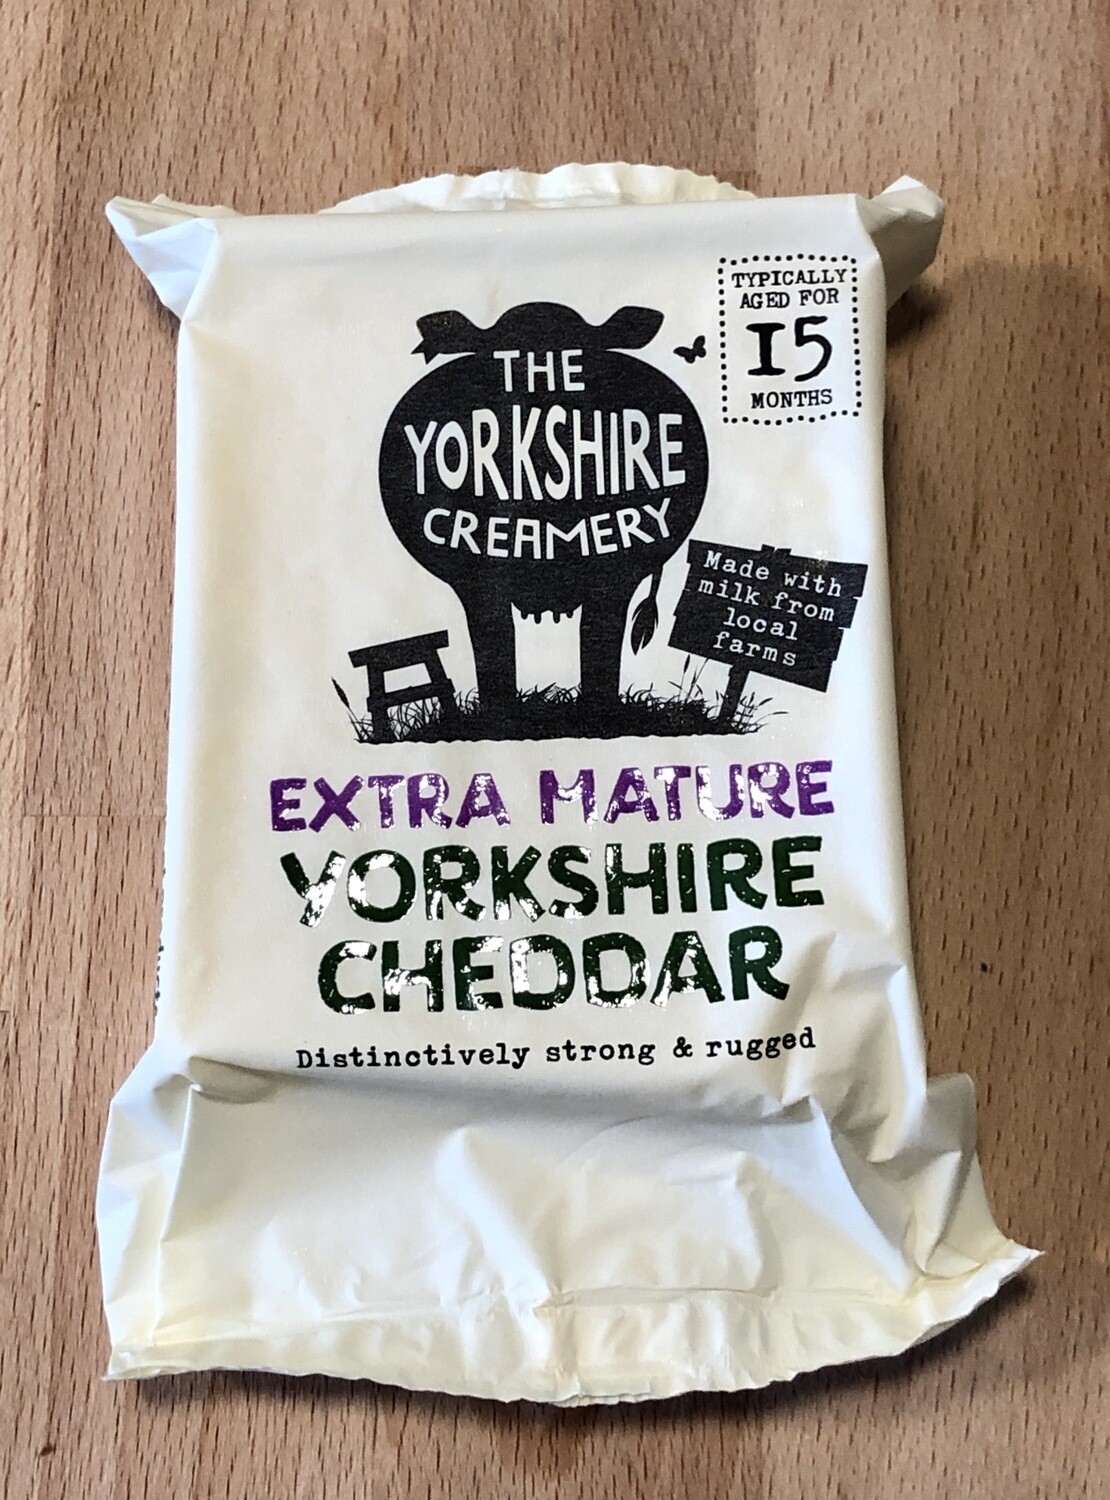 TYPICALLY
AGED FOR
15
MONTHS
THE
YORKSHIRE
CREAMERY
Made with
milk from
local
farms
EXTRA MATURE
YORKSHIRE
CHEDDAR
Distinctively strong & rugged